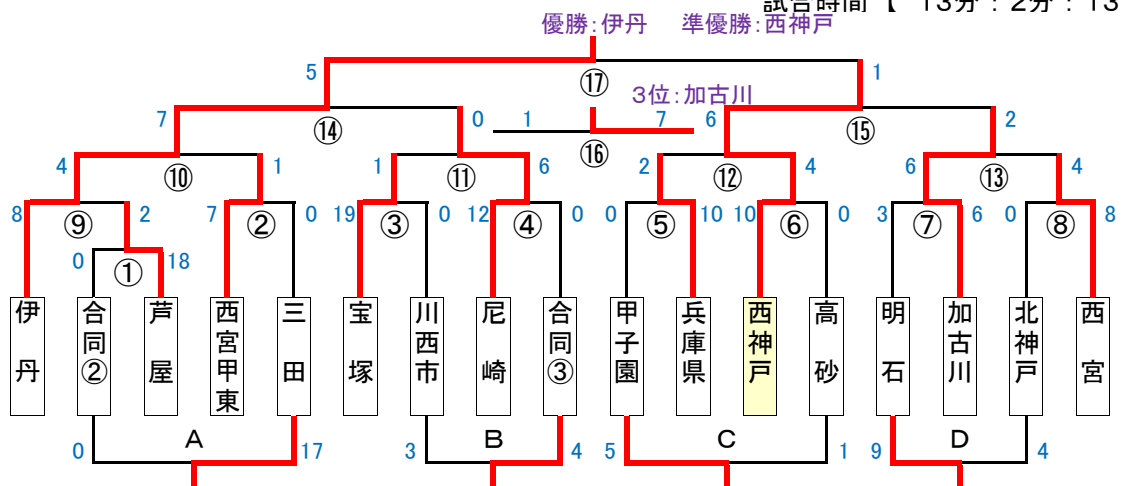 試合時間【 13分：2分：13
優勝：伊丹 準優勝：西神戸
5 ⑰ 1
3位：加古川
7 ⑭ 0 1 ⑯ 7 6 ⑮ 2
4 ⑩ 1 1 ⑪ 6 2 ⑫ 4 6 ⑬ 4
8 ⑨ 2 7 ② 0 19 ③ 0 12 ④ 0 0 ⑤ 10 10 ⑥ 0 3 ⑦ 6 0 ⑧ 8
0 ① 18
伊丹 合同② 芦屋 西宮甲東 三田 宝塚 川西市 尼崎 合同③ 甲子園 兵庫県 西神戸 高砂 明石 加古川 北神戸 西宮
0 A 17 3 B 4 5 C 1 9 D 4